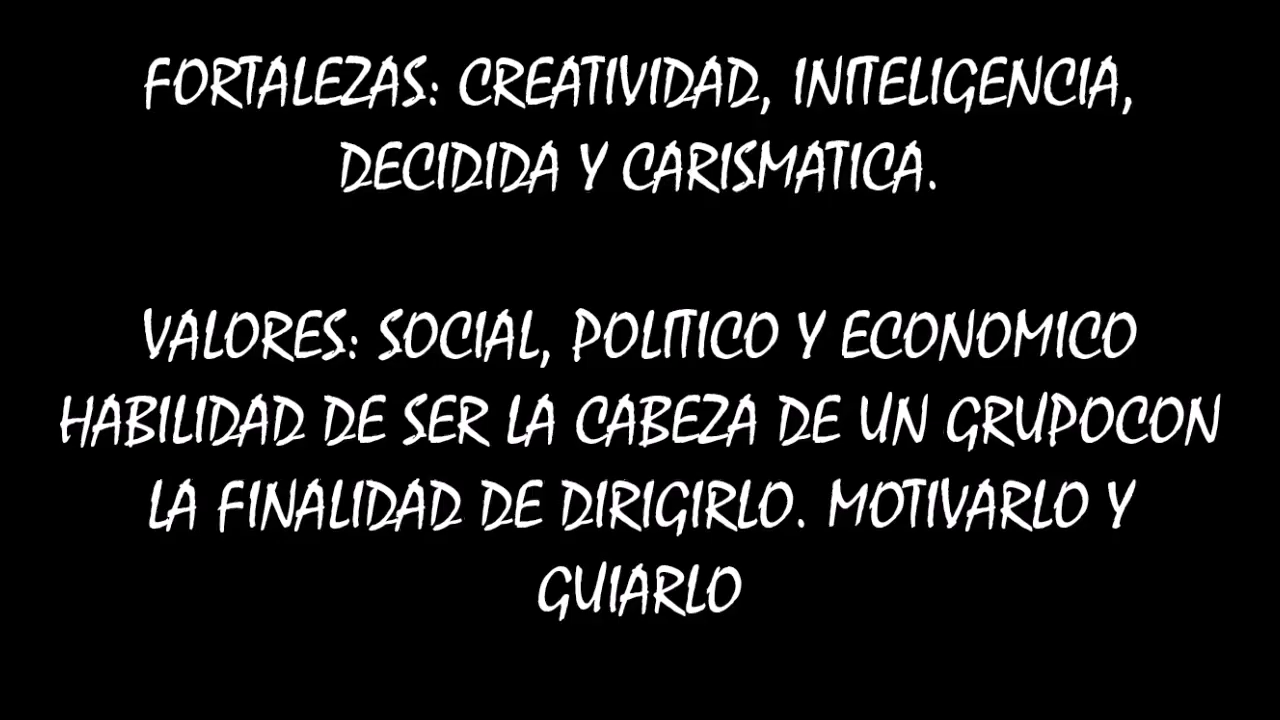 FORTALEZAS: CREATIVIDAD, INITELIGENCIA,
DECIDIDA Y CARISMATICA.
VALORES: SOCIAL, POLITICO Y ECONOMICO
HABILIDAD DE SER LA CABEZA DE UN GRUPOCON
LA FINALIDAD DE DIRIGIRLO. MOTIVARLO Y
GUIARLO